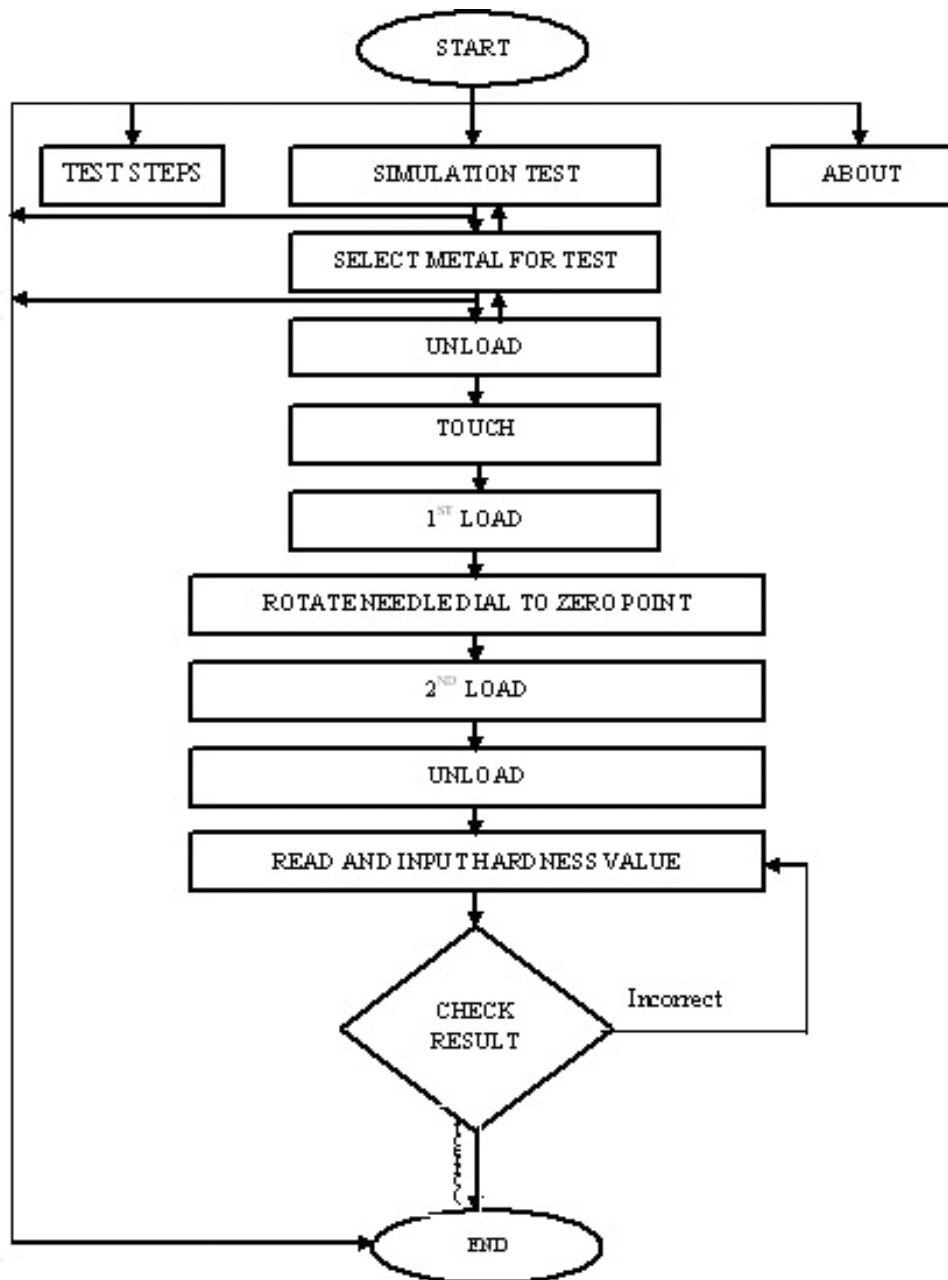 START
TEST STEPS
SIMULATION TEST
ABOUT
SELECT METAL FOR TEST
UNLOAD
TOUCH
1ST LOAD
ROTATE NEEDLE DIAL TO ZERO POINT
2ND LOAD
UNLOAD
READ AND INPUT HARDNESS VALUE
CHECK
RESULT
Incorrect
END